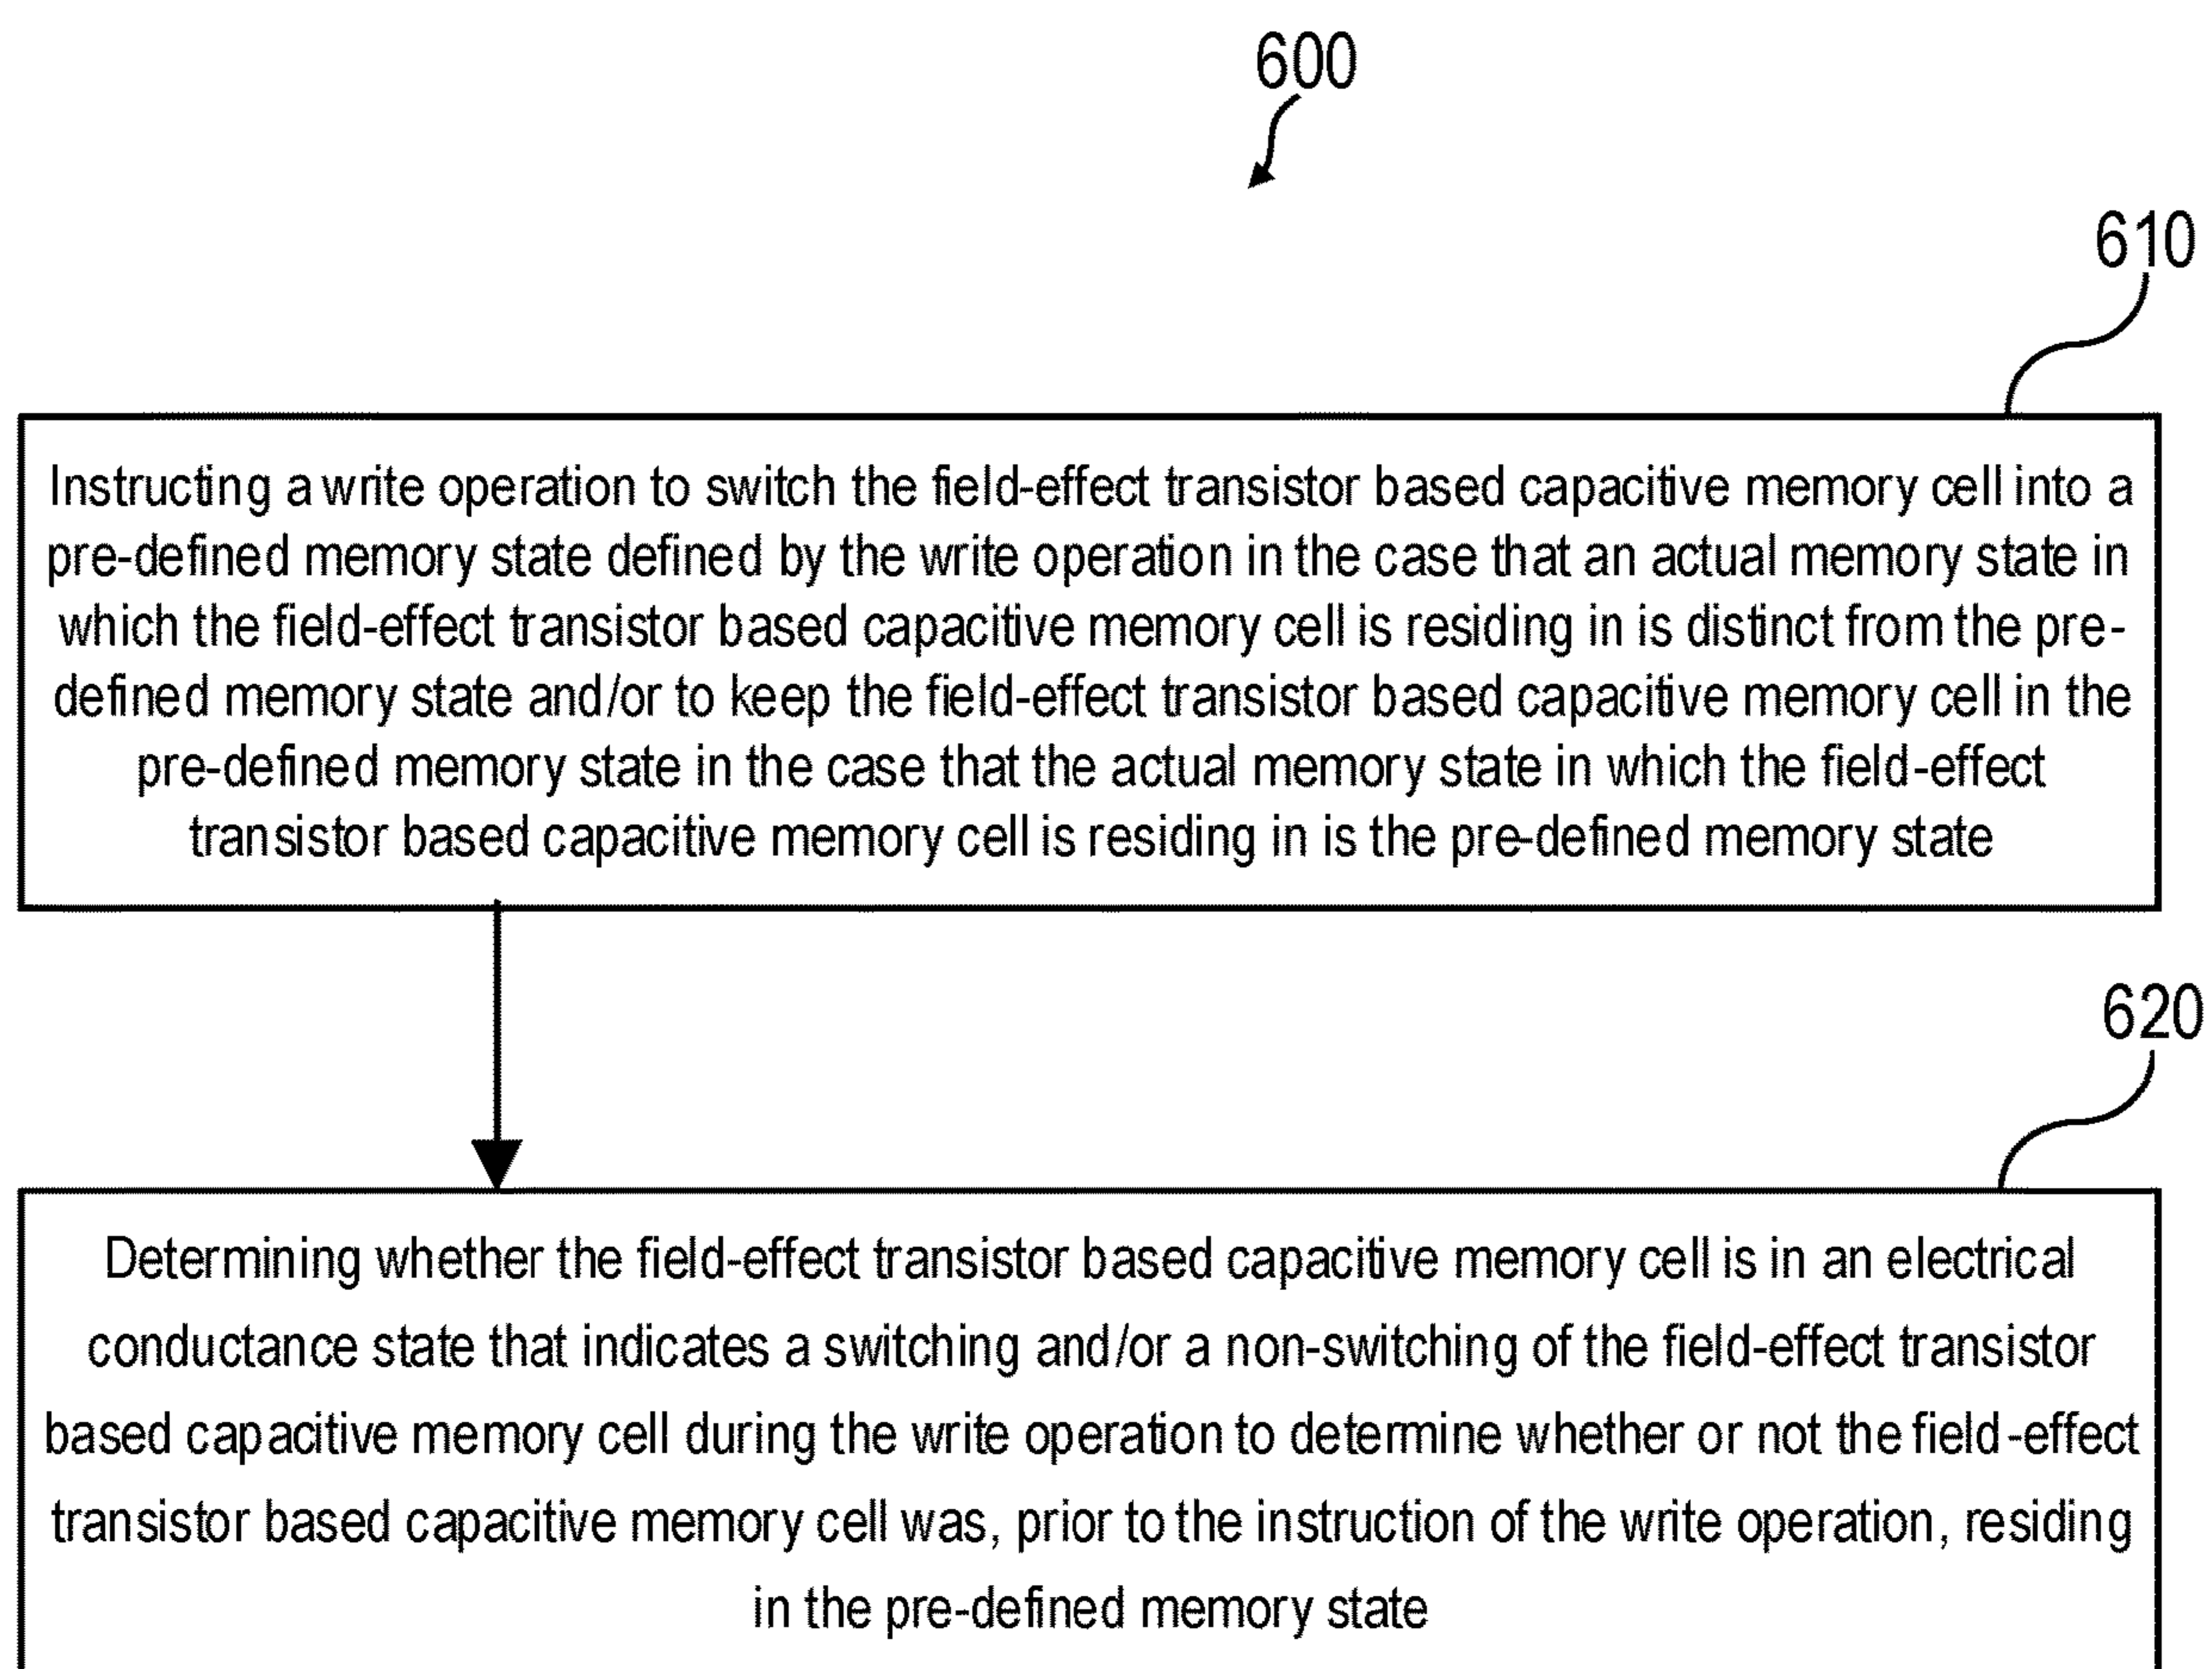 600
610
Instructing a write operation to switch the field-effect transistor based capacitive memory cell into a
pre-defined memory state defined by the write operation in the case that an actual memory state in
which the field-effect transistor based capacitive memory cell is residing in is distinct from the pre-
defined memory state and/or to keep the field-effect transistor based capacitive memory cell in the
pre-defined memory state in the case that the actual memory state in which the field-effect
transistor based capacitive memory cell is residing in is the pre-defined memory state
620
Determining whether the field-effect transistor based capacitive memory cell is in an electrical
conductance state that indicates a switching and/or a non-switching of the field-effect transistor
based capacitive memory cell during the write operation to determine whether or not the field-effect
transistor based capacitive memory cell was, prior to the instruction of the write operation, residing
in the pre-defined memory state